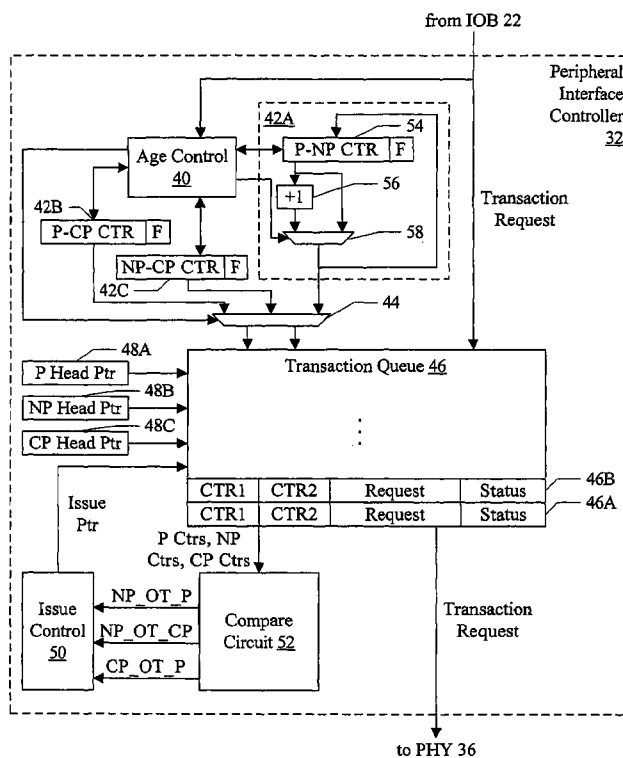 from IOB 22
Peripheral
Interface
Controller
32
42A
54
Age Control
40
P-NP CTR F
56
+1
Transaction
Request
42B
P-CP CTR F
58
NP-CP CTR F
42C
44
48A
P Head Ptr
Transaction Queue 46
48B
NP Head Ptr
48C
CP Head Ptr
Issue
Ptr
CTR1 CTR2 Request Status
46B
CTR1 CTR2 Request Status
46A
P Ctrs, NP
Ctrs, CP Ctrs
Issue
Control
50
NP_OT_P
NP_OT_CP
CP_OT_P
Compare
Circuit 52
Transaction
Request
to PHY 36